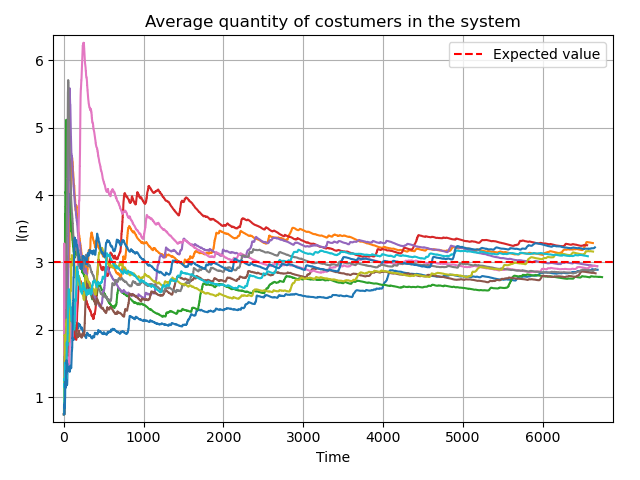 Average quantity of costumers in the system
Expected value
l(n)
6
5
4
3
2
1
0 1000 2000 3000 4000 5000 6000
Time